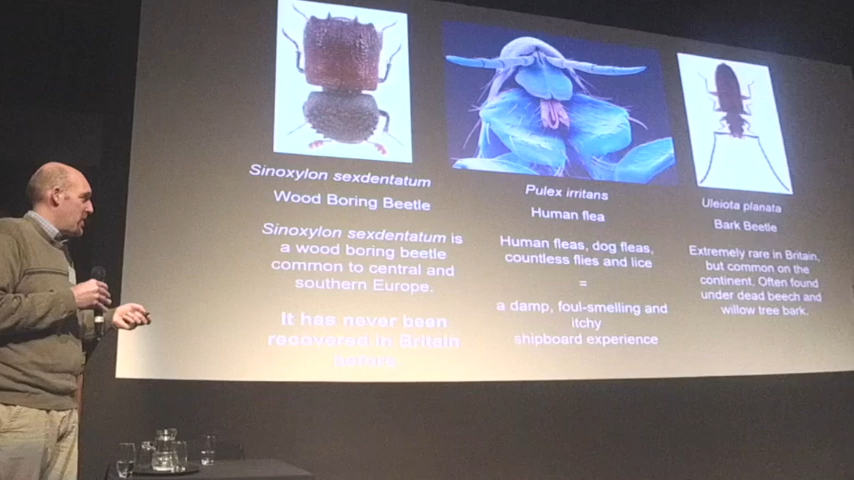 Sinoxylon sexdentatum
Wood Boring Beetle
Sinoxylon sexdentatum is
a wood boring beetle
common to central and
southern Europe.
It has never been
recovered in Britain
before
Pulex irritans
Human flea
Human fleas, dog fleas,
countless flies and lice
=
a damp, foul-smelling and
itchy
shipboard experience
Uleiota planata
Bark Beetle
Extremely rare in Britain,
but common on the
continent. Often found
under dead beech and
willow tree bark.